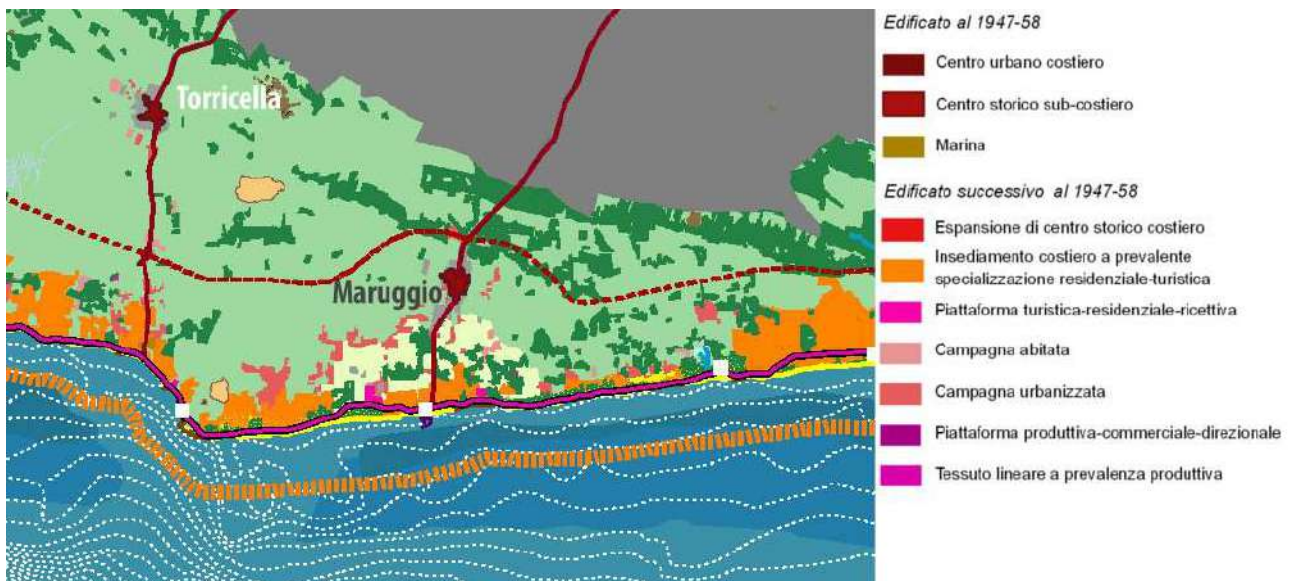 Torricella
Maruggio
Edificato al 1947-58
Centro urbano costiero
Centro storico sub-costiero
Marina
Edificato successivo al 1947-58
Espansione di centro storico costiero
Insediamento costiero a prevalente
specializzazione residenziale-turistica
Piattaforma turistica-residenziale-ricettiva
Campagna abitata
Campagna urbanizzata
Piattaforma produttiva-commerciale-direzionale
Tessuto lineare a prevalenza produttiva